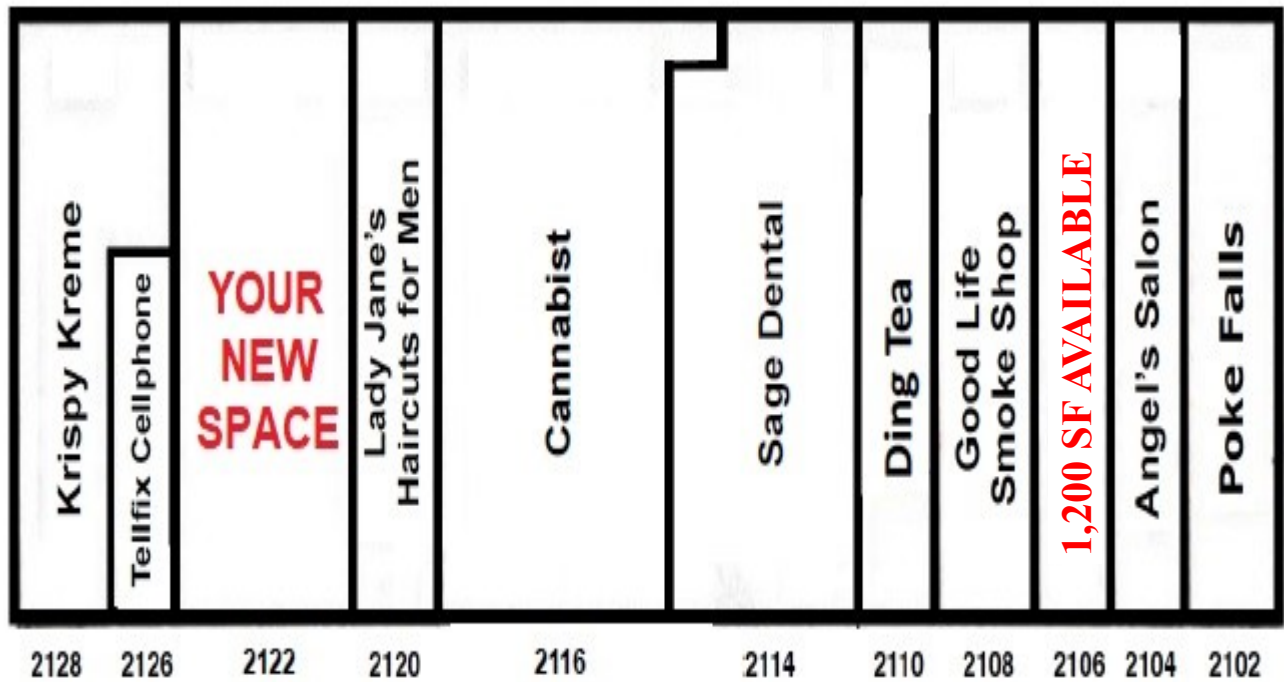 Krispy Kreme
Tellfix Cellphone
YOUR
NEW
SPACE
Lady Jane's
Haircuts for Men
Cannabist
Sage Dental
Ding Tea
Good Life
Smoke Shop
1,200 SF AVAILABLE
Angel's Salon
Poke Falls
2128 2126 2122 2120 2116 2114 2110 2108 2106 2104 2102